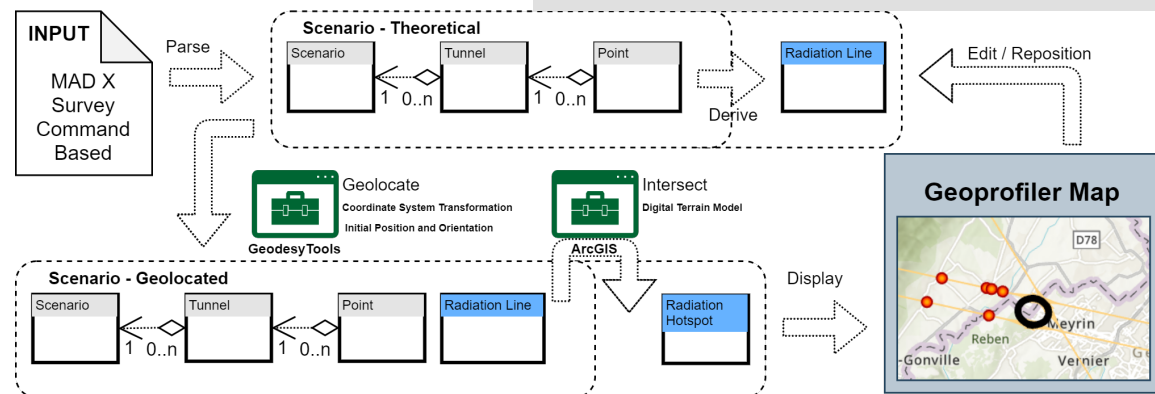 INPUT
MAD X
Survey
Command
Based
Parse
Scenario - Theoretical
Scenario
Tunnel
Point
1
0..n
1
0..n
Derive
Radiation Line
Edit / Reposition
GeodesyTools
Geolocate
Coordinate System Transformation
Initial Position and Orientation
ArcGIS
Intersect
Digital Terrain Model
Scenario - Geolocated
Scenario
Tunnel
Point
Radiation Line
1
0..n
1
0..n
Radiation
Hotspot
Display
Geoprofiler Map
D78
Meyrin
Reben
-Gonville
Vernier
Ge